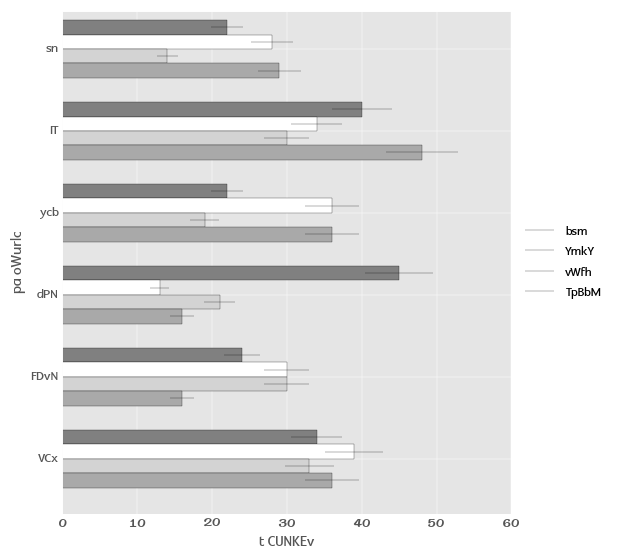 sn
IT
ycb
dPN
FDvN
VCx
pa oWurlc
0 10 20 30 40 50 60
t CUNKEv
bsm
YmkY
vWfh
TpBbM